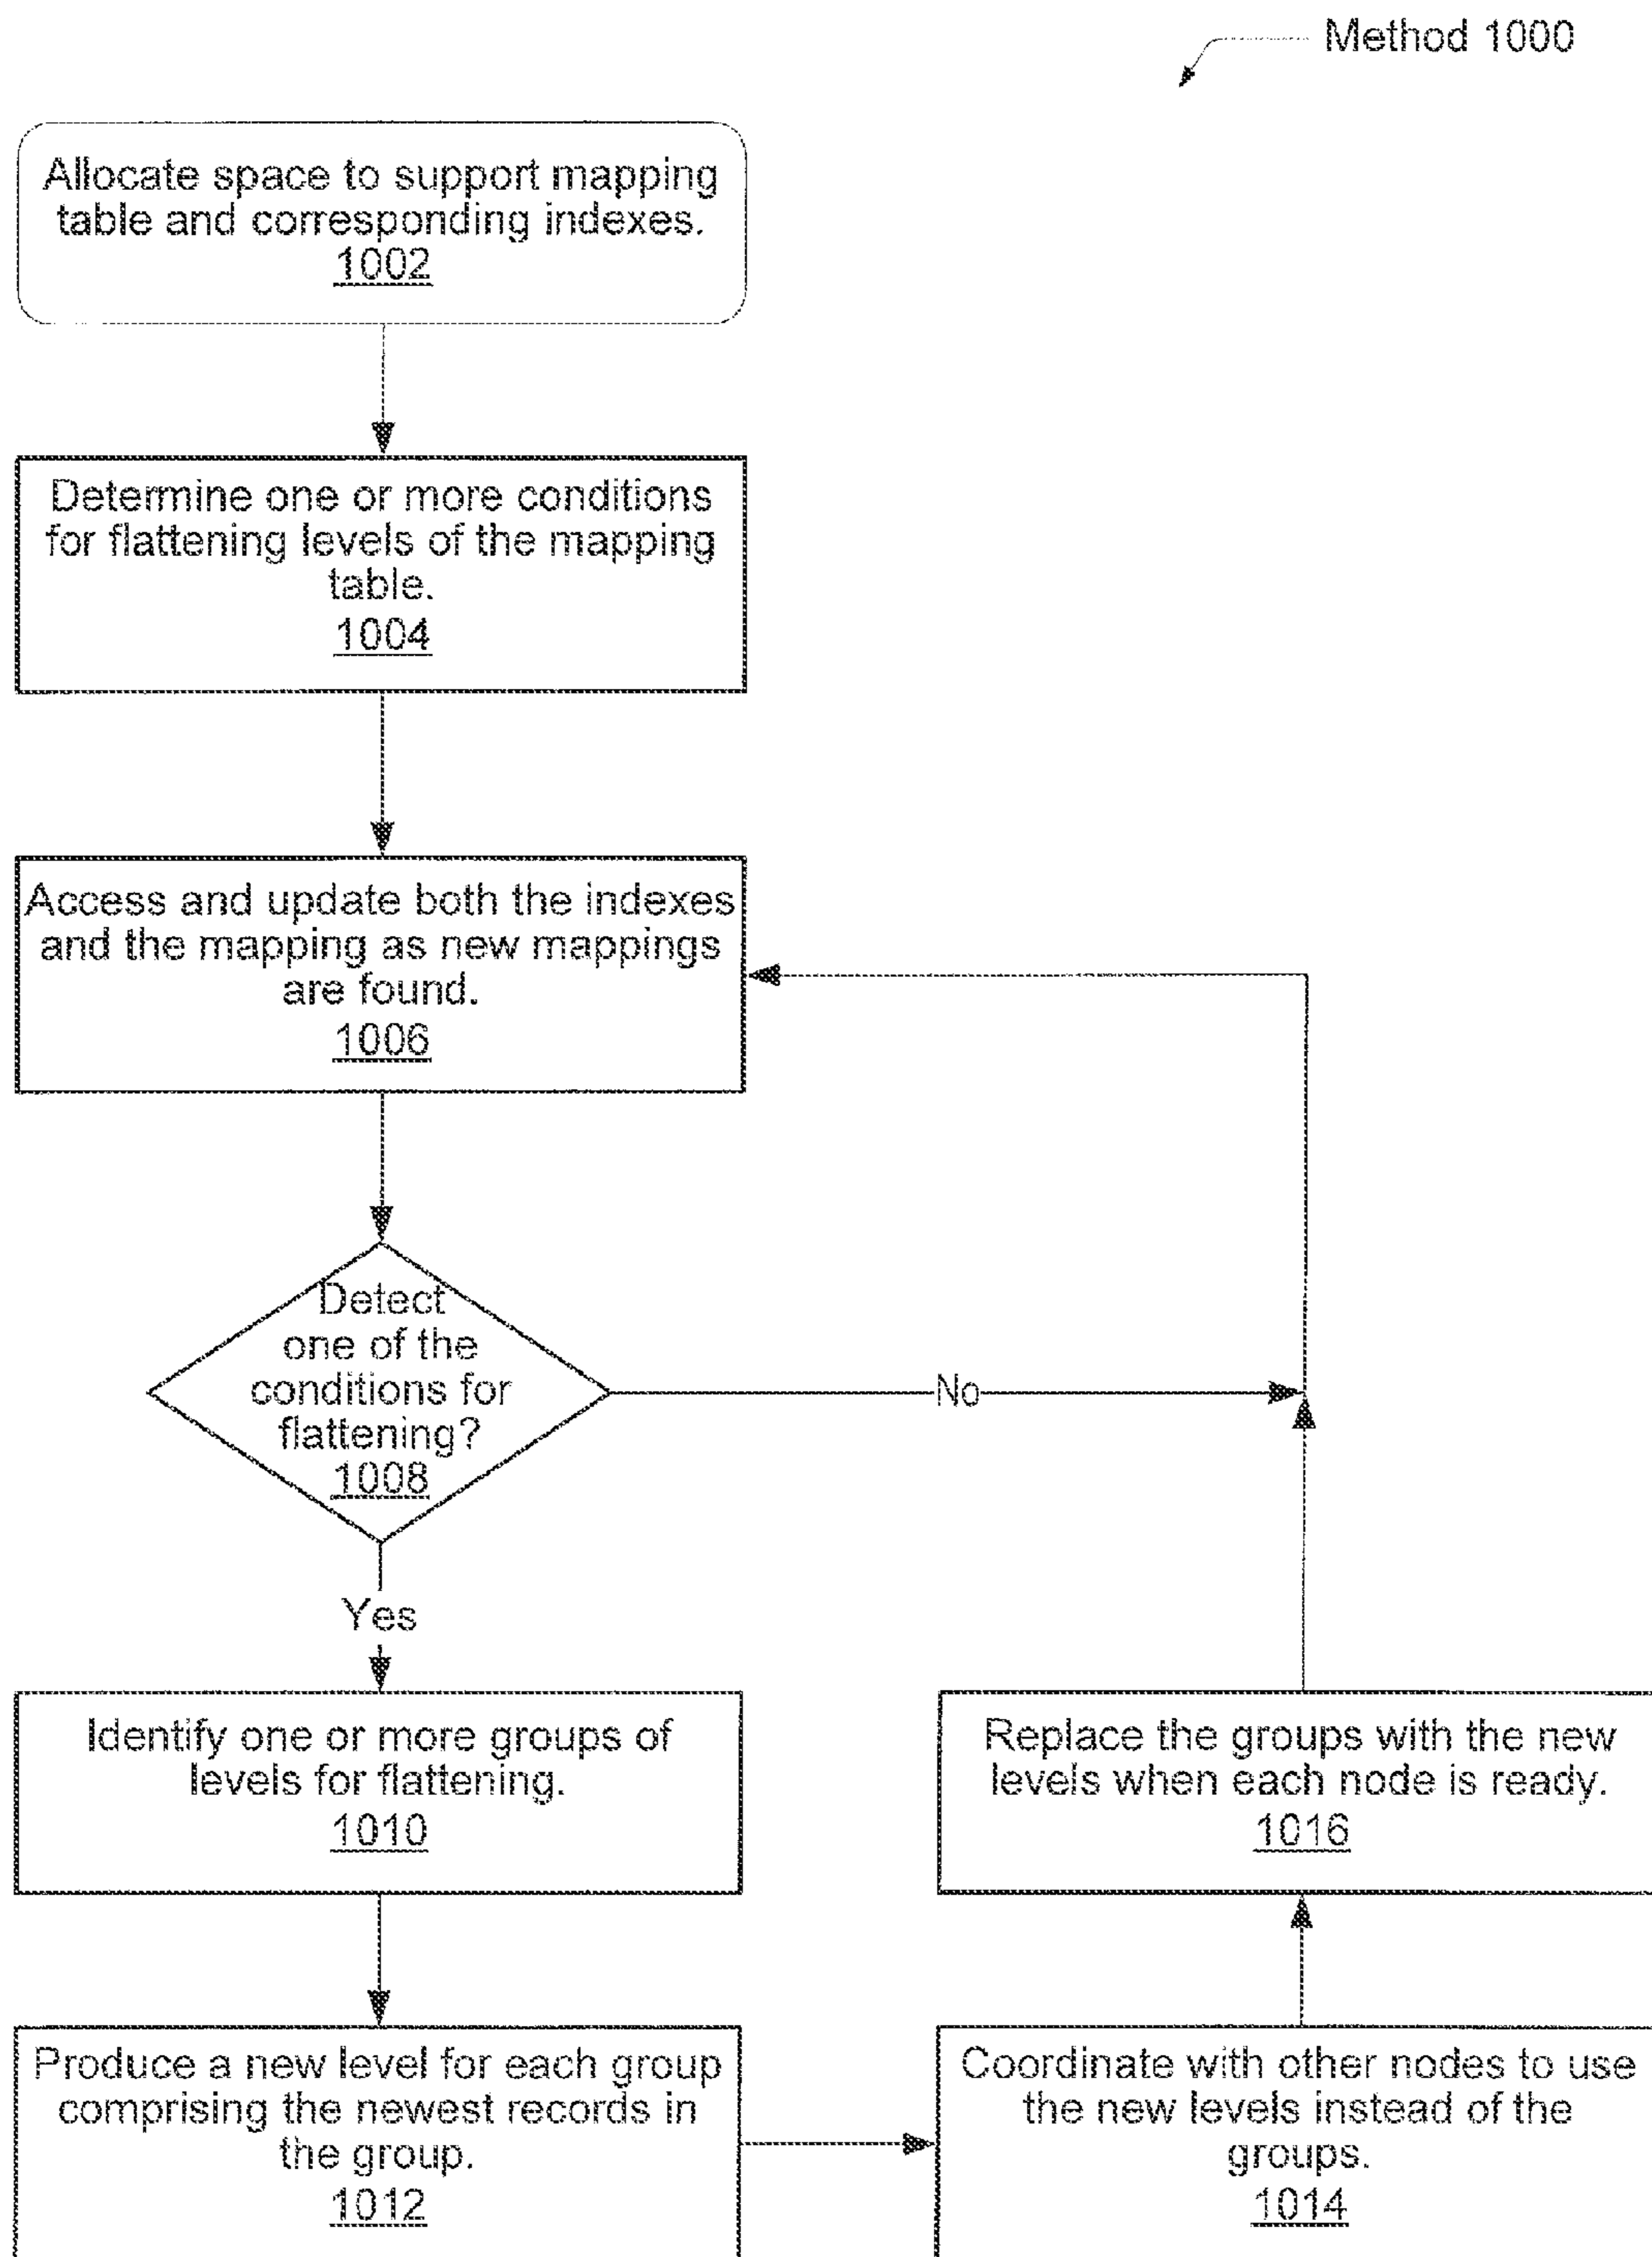 Method 1000
Allocate space to support mapping
table and corresponding indexes.
1002
Determine one or more conditions
for flattening levels of the mapping
table.
1004
Access and update both the indexes
and the mapping as new mappings
are found.
1006
Detect
one of the
conditions for
flattening?
1008
No
Yes
Identify one or more groups of
levels for flattening.
1010
Replace the groups with the new
levels when each node is ready.
1016
Produce a new level for each group
comprising the newest records in
the group.
1012
Coordinate with other nodes to use
the new levels instead of the
groups.
1014